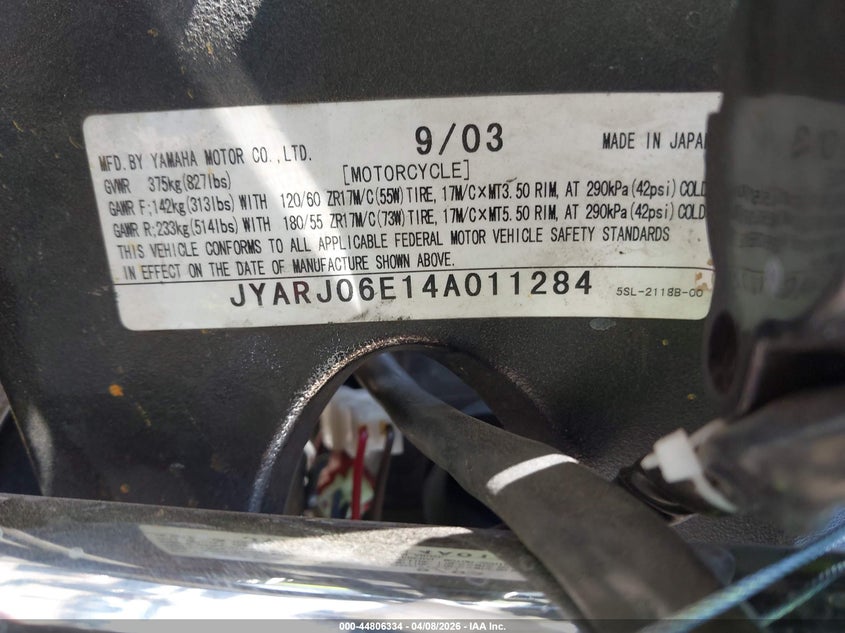 9/03
MADE IN JAPAN
MFD.BY YAMAHA MOTOR CO.,LTD.
[MOTORCYCLE]
GVWR 375kg(827lbs)
GAWR F;142kg(313lbs) WITH 120/60 ZR17M/C(55W)TIRE, 17M/C×MT3.50 RIM, AT 290kPa(42psi) COLD
GAWR R;233kg(514lbs) WITH 180/55 ZR17M/C(73W)TIRE, 17M/C×MT5.50 RIM, AT 290kPa(42psi) COLD
THIS VEHICLE CONFORMS TO ALL APPLICABLE FEDERAL MOTOR VEHICLE SAFETY STANDARDS
IN EFFECT ON THE DATE OF MANUFACTURE SHOWN ABOVE.
JYARJ06E14A011284
5SL-2118B-00
000-44806334 - 04/08/2026 - IAA Inc.